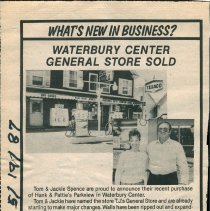 WHAT'S NEW IN BUSINESS?
WATERBURY CENTER
GENERAL STORE SOLD
TEXACO
Tom & Jackie Spence are proud to announce their recent purchase
of Hank & Pattie's Parkview in Waterbury Center.
Tom & Jackie have named the store TJ's General Store and are already
starting to make major changes. Walls have been ripped out and expand-
5/19/87